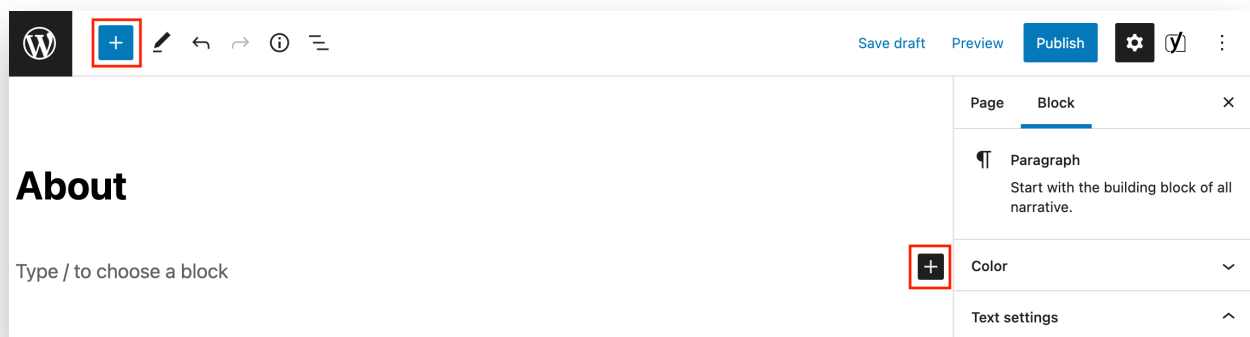 Save draft
Preview
Publish
Page
Block
Paragraph
Start with the building block of all
narrative.
About
Type / to choose a block
Color
Text settings